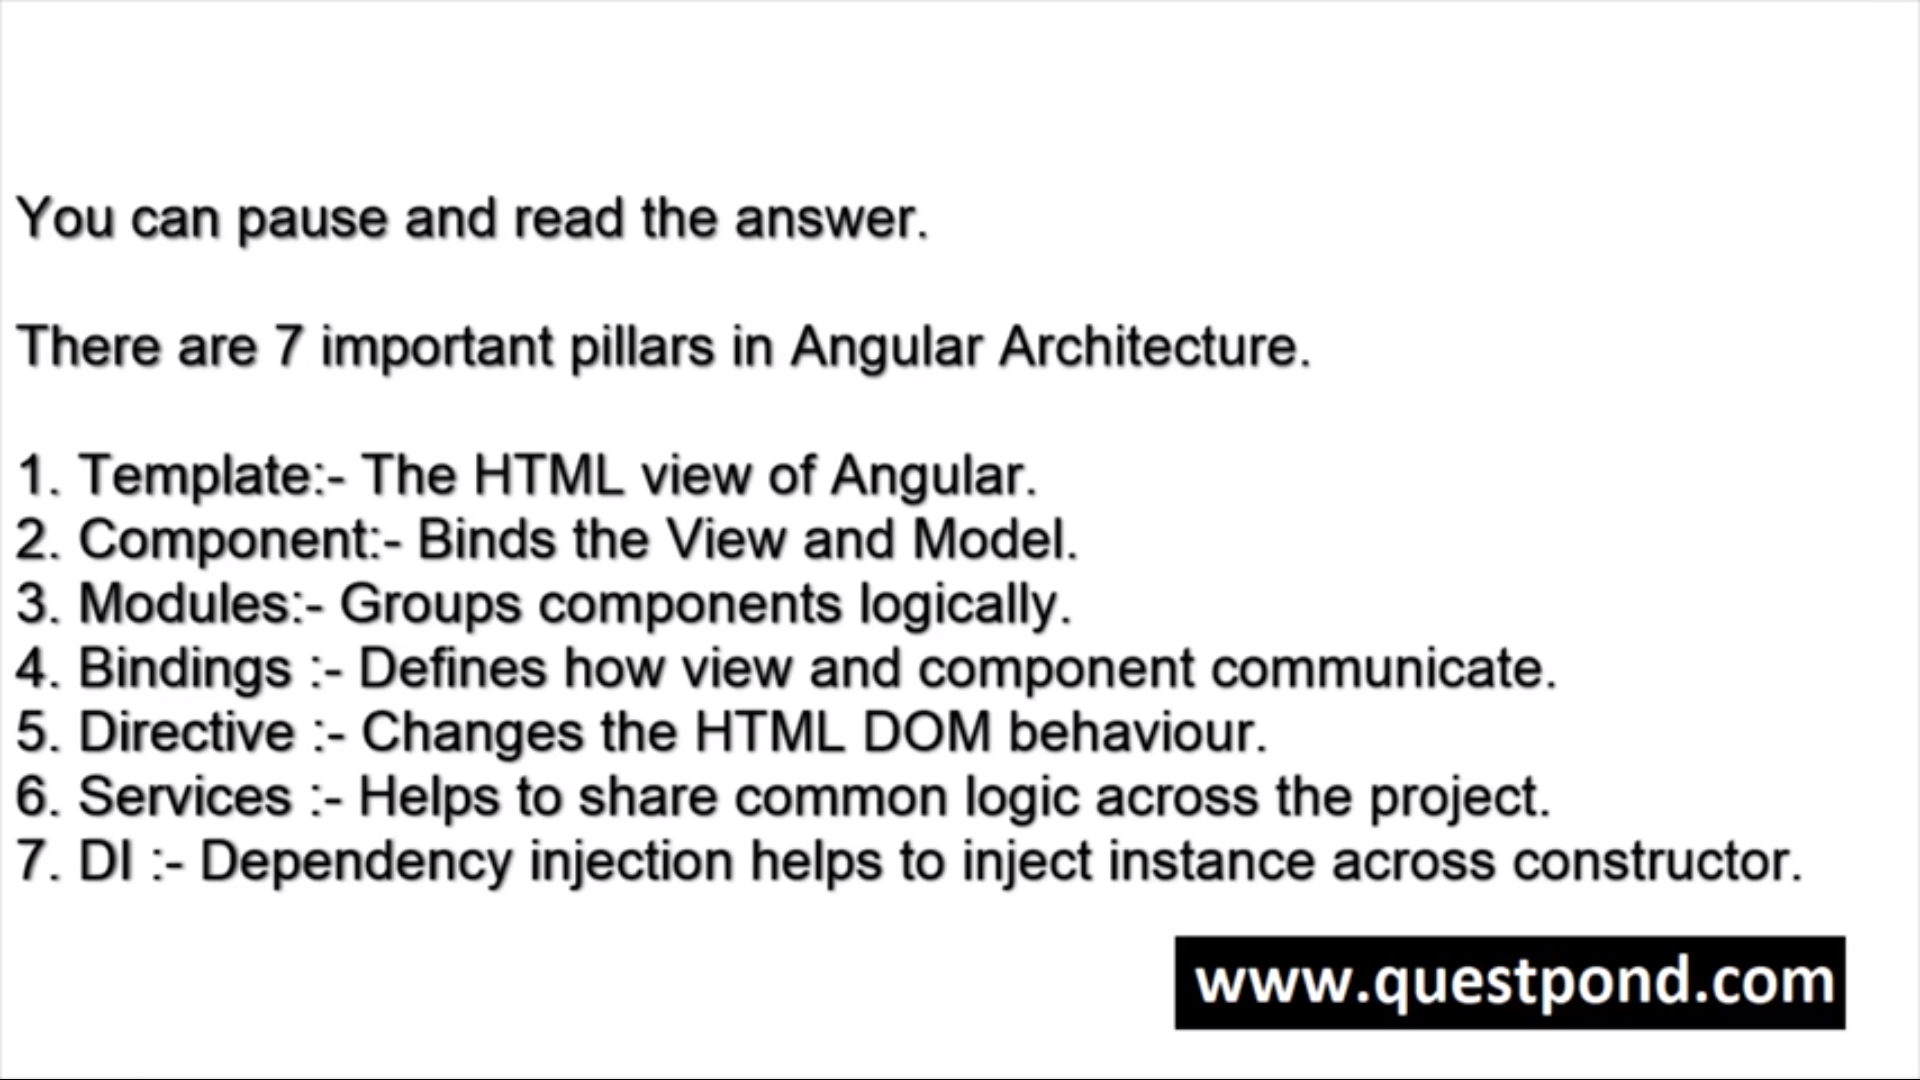 You can pause and read the answer.
There are 7 important pillars in Angular Architecture.
1. Template:- The HTML view of Angular.
2. Component:- Binds the View and Model.
3. Modules:- Groups components logically.
4. Bindings :- Defines how view and component communicate.
5. Directive :- Changes the HTML DOM behaviour.
6. Services :- Helps to share common logic across the project.
7. DI :- Dependency injection helps to inject instance across constructor.
www.questpond.com